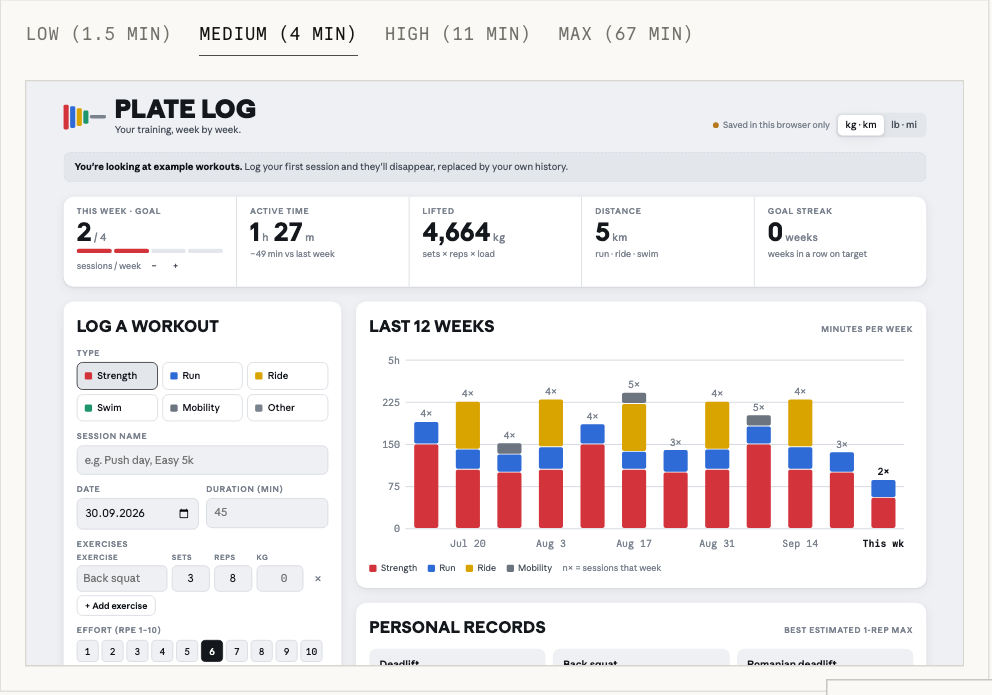 LOW (1.5 MIN) MEDIUM (4 MIN) HIGH (11 MIN) MAX (67 MIN)
PLATE LOG
Your training, week by week.
Saved in this browser only kg·km lb·mi
You're looking at example workouts. Log your first session and they'll disappear, replaced by your own history.
THIS WEEK · GOAL
2 / 4
sessions / week − +
ACTIVE TIME
1 h 27 m
−49 min vs last week
LIFTED
4,664 kg
sets × reps × load
DISTANCE
5 km
run · ride · swim
GOAL STREAK
0 weeks
weeks in a row on target
LOG A WORKOUT
TYPE
Strength Run Ride
Swim Mobility Other
SESSION NAME
e.g. Push day, Easy 5k
DATE DURATION (MIN)
30.09.2026 45
EXERCISES
EXERCISE SETS REPS KG
Back squat 3 8 0 ×
+ Add exercise
EFFORT (RPE 1–10)
1 2 3 4 5 6 7 8 9 10
LAST 12 WEEKS MINUTES PER WEEK
5h
225
150
75
0
4× 4× 4× 4× 4× 5× 3× 4× 5× 4× 3× 2×
Jul 20 Aug 3 Aug 17 Aug 31 Sep 14 This wk
Strength Run Ride Mobility n× = sessions that week
PERSONAL RECORDS BEST ESTIMATED 1-REP MAX
Deadlift Back squat Romanian deadlift